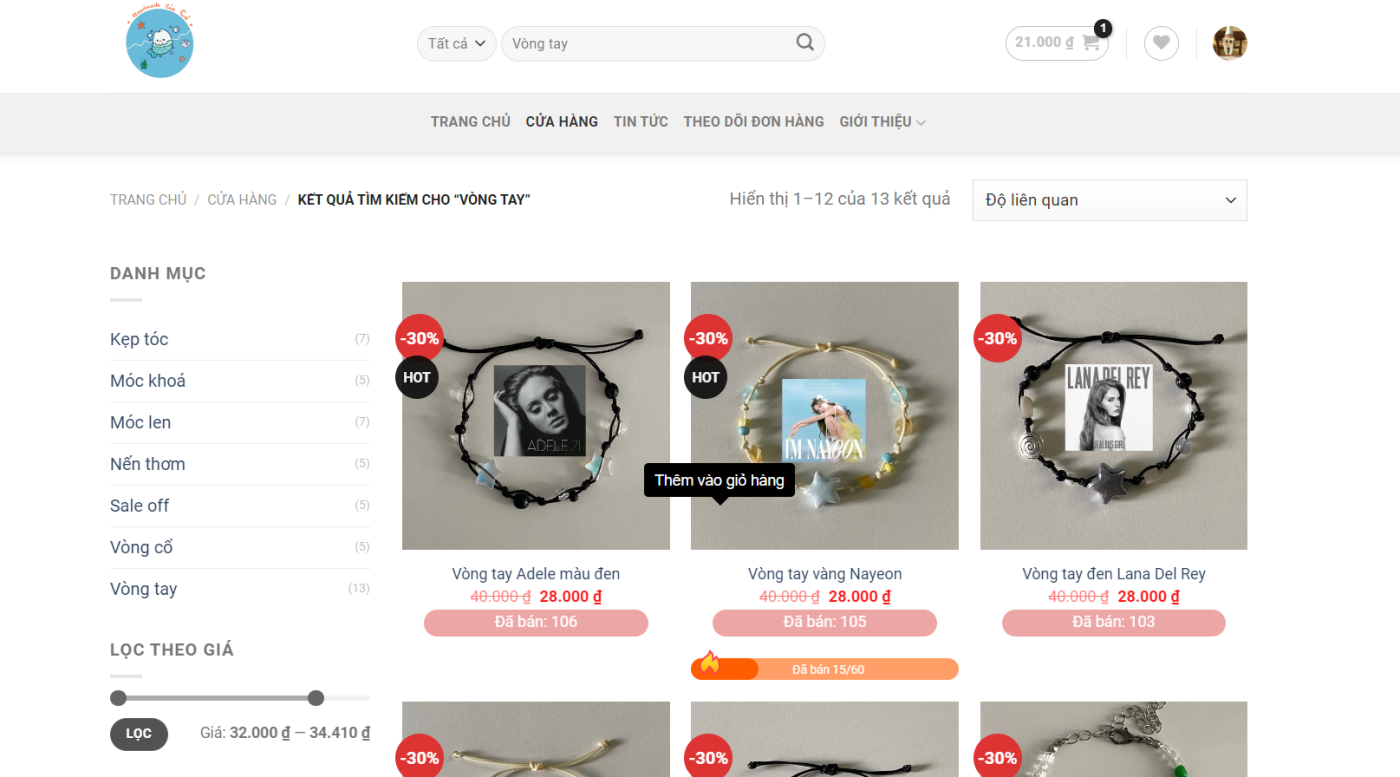 Handmade Của Cá
Tất cả
Vòng tay
21.000 ₫
1
TRANG CHỦ
CỬA HÀNG
TIN TỨC
THEO DÕI ĐƠN HÀNG
GIỚI THIỆU
TRANG CHỦ / CỬA HÀNG / KẾT QUẢ TÌM KIẾM CHO “VÒNG TAY”
Hiển thị 1–12 của 13 kết quả
Độ liên quan
DANH MỤC
Kẹp tóc (7)
Móc khoá (5)
Móc len (7)
Nến thơm (5)
Sale off (5)
Vòng cổ (5)
Vòng tay (13)
LỌC THEO GIÁ
LỌC
Giá: 32.000 ₫ — 34.410 ₫
-30%
HOT
ADELE 21
Vòng tay Adele màu đen
40.000 ₫ 28.000 ₫
Đã bán: 106
-30%
HOT
IM NAYEON
Thêm vào giỏ hàng
Vòng tay vàng Nayeon
40.000 ₫ 28.000 ₫
Đã bán: 105
Đã bán 15/60
-30%
LANA DEL REY
JEALOUS GIRL
Vòng tay đen Lana Del Rey
40.000 ₫ 28.000 ₫
Đã bán: 103
-30%
-30%
-30%